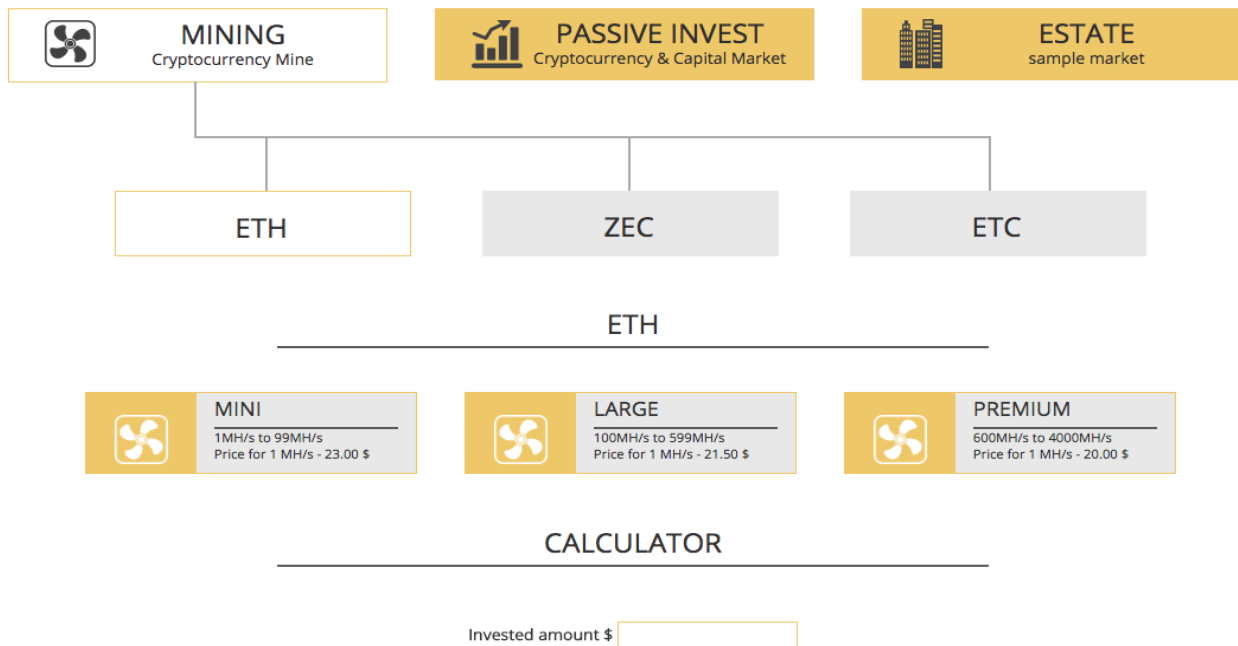 MINING
Cryptocurrency Mine
PASSIVE INVEST
Cryptocurrency & Capital Market
ESTATE
sample market
ETH
ZEC
ETC
ETH
MINI
1MH/s to 99MH/s
Price for 1 MH/s - 23.00 $
LARGE
100MH/s to 599MH/s
Price for 1 MH/s - 21.50 $
PREMIUM
600MH/s to 4000MH/s
Price for 1 MH/s - 20.00 $
CALCULATOR
Invested amount $